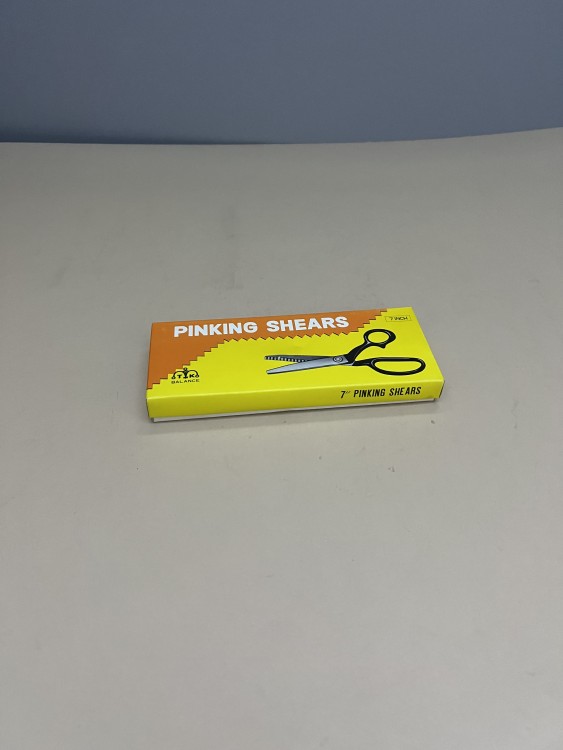 PINKING SHEARS
7 INCH
BALANCE
7" PINKING SHEARS